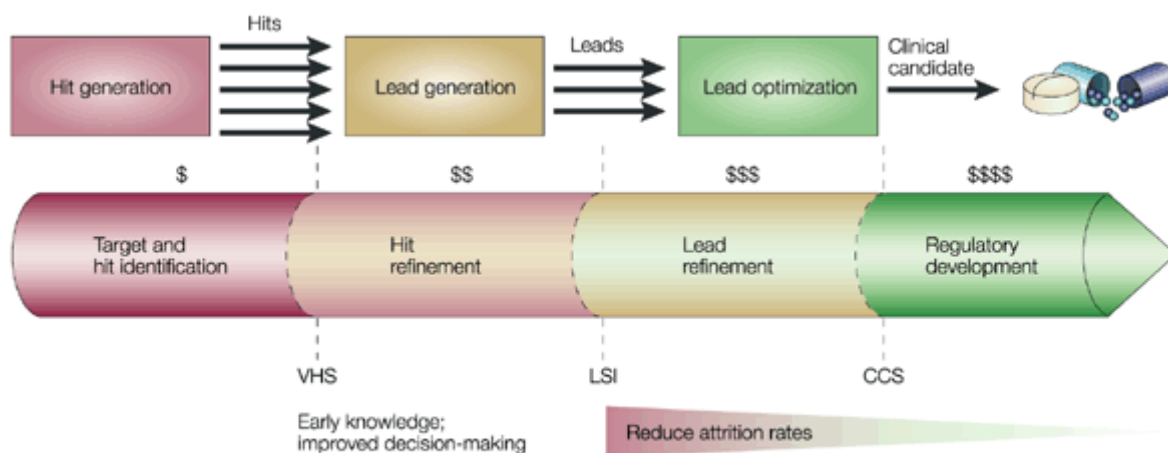 Hits
Leads
Clinical
candidate
Hit generation
Lead generation
Lead optimization
$
$$
$$$
$$$$
Target and
hit identification
Hit
refinement
Lead
refinement
Regulatory
development
VHS
LSI
CCS
Early knowledge;
improved decision-making
Reduce attrition rates